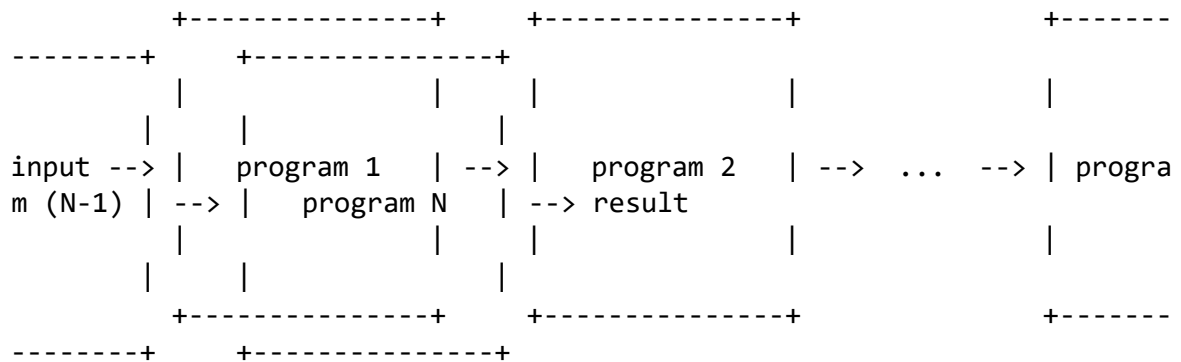 +---------------+     +---------------+               +-------
--------+     +---------------+
          |               |     |               |               |
        |     |               |
input --> |   program 1   | --> |   program 2   | -->  ...  --> | progra
m (N-1) | --> |   program N   | --> result
          |               |     |               |               |
        |     |               |
          +---------------+     +---------------+               +-------
--------+     +---------------+